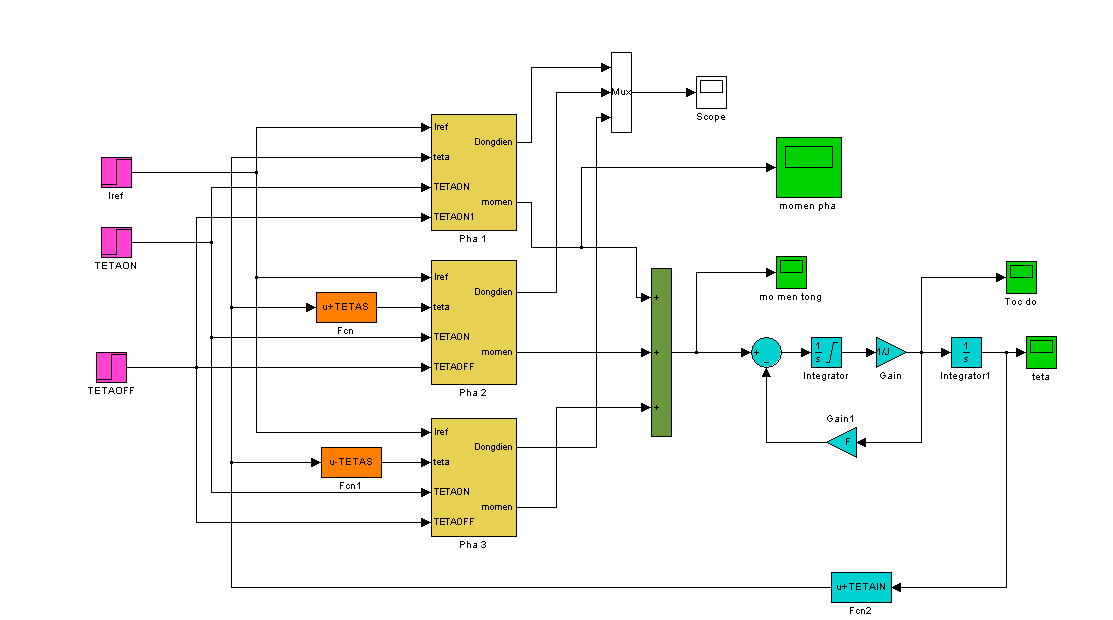 Iref
TETAON
TETAOFF
Iref
teta
TETAON
TETAON1
Dongdien
momen
Pha 1
Iref
teta
TETAON
TETAOFF
Dongdien
momen
Pha 2
Iref
teta
TETAON
TETAOFF
Dongdien
momen
Pha 3
u+TETAS
Fcn
u-TETAS
Fcn1
Mux
Scope
momen pha
mo men tong
+
+
+
+
-
1
s
Integrator
1/J
Gain
1
s
Integrator1
Toc do
teta
Gain1
F
u+TETAIN
Fcn2